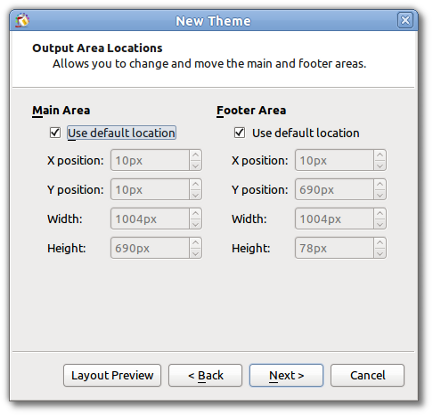 New Theme
Output Area Locations
Allows you to change and move the main and footer areas.
Main Area
Use default location
X position: 10px
Y position: 10px
Width: 1004px
Height: 690px
Footer Area
Use default location
X position: 10px
Y position: 690px
Width: 1004px
Height: 78px
Layout Preview
< Back
Next >
Cancel